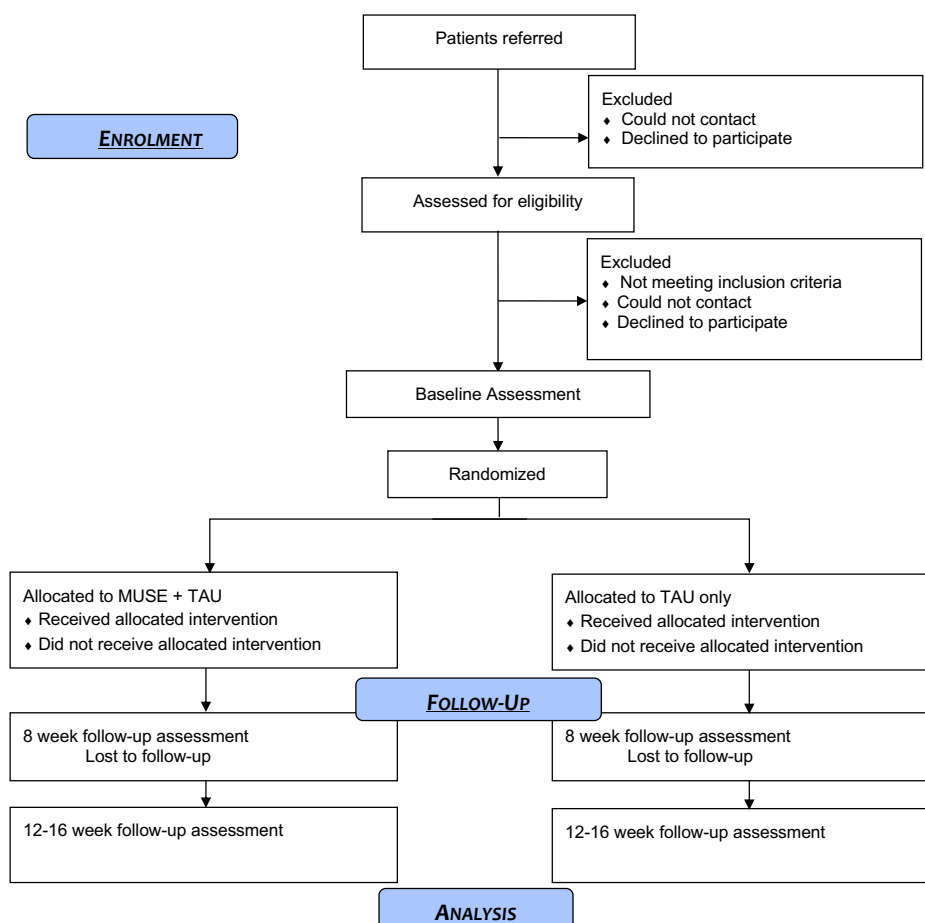 Patients referred
Excluded
♦ Could not contact
♦ Declined to participate
ENROLMENT
Assessed for eligibility
Excluded
♦ Not meeting inclusion criteria
♦ Could not contact
♦ Declined to participate
Baseline Assessment
Randomized
Allocated to MUSE + TAU
♦ Received allocated intervention
♦ Did not receive allocated intervention
Allocated to TAU only
♦ Received allocated intervention
♦ Did not receive allocated intervention
FOLLOW-UP
8 week follow-up assessment
Lost to follow-up
8 week follow-up assessment
Lost to follow-up
12-16 week follow-up assessment
12-16 week follow-up assessment
ANALYSIS